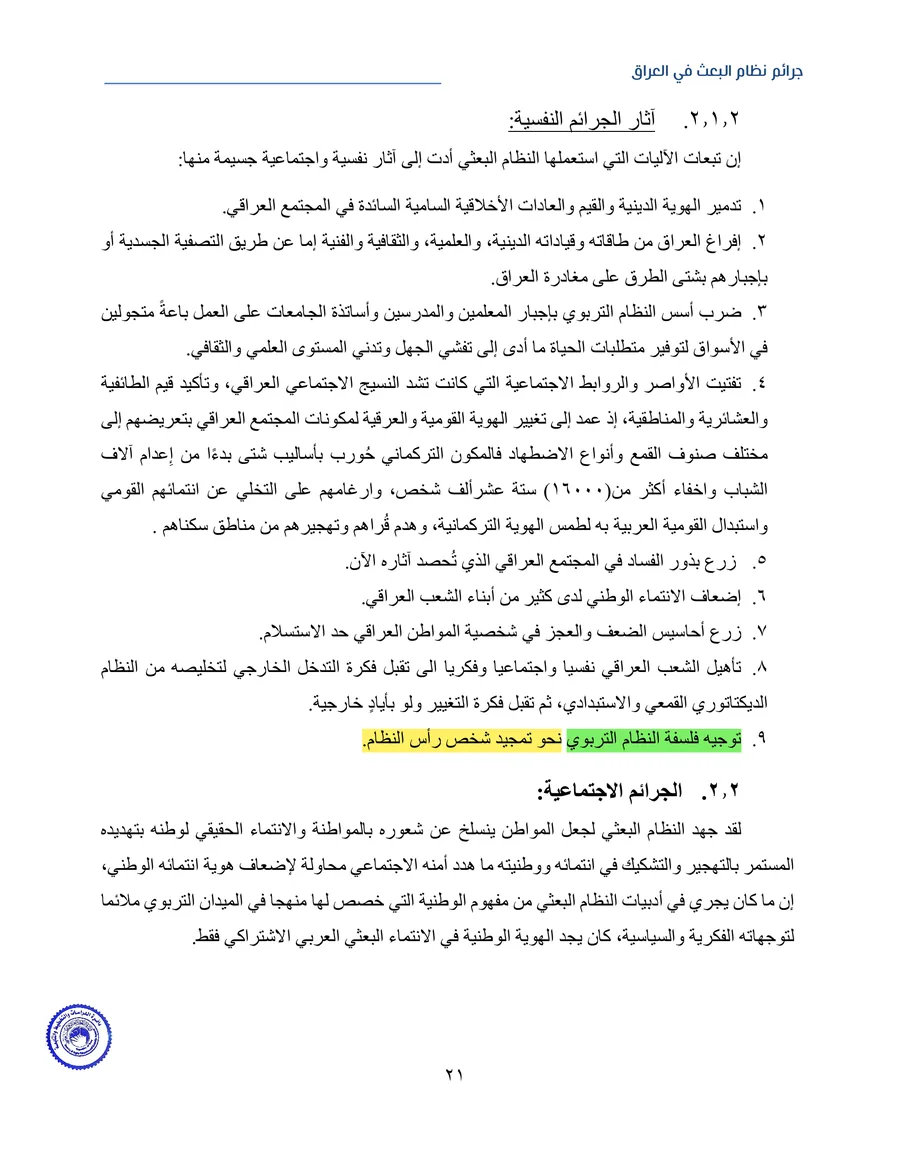 جرائم نظام البعث في العراق
٢,١,٢. آثار الجرائم النفسية:
إن تبعات الآليات التي استعملها النظام البعثي أدت إلى آثار نفسية واجتماعية جسيمة منها:
١. تدمير الهوية الدينية والقيم والعادات الأخلاقية السامية السائدة في المجتمع العراقي.
٢. إفراغ العراق من طاقاته وقياداته الدينية، والعلمية، والثقافية والفنية إما عن طريق التصفية الجسدية أو
بإجبارهم بشتى الطرق على مغادرة العراق.
٣. ضرب أسس النظام التربوي بإجبار المعلمين والمدرسين وأساتذة الجامعات على العمل باعةً متجولين
في الأسواق لتوفير متطلبات الحياة ما أدى إلى تفشي الجهل وتدني المستوى العلمي والثقافي.
٤. تفتيت الأواصر والروابط الاجتماعية التي كانت تشد النسيج الاجتماعي العراقي، وتأكيد قيم الطائفية
والعشائرية والمناطقية، إذ عمد إلى تغيير الهوية القومية والعرقية لمكونات المجتمع العراقي بتعريضهم إلى
مختلف صنوف القمع وأنواع الاضطهاد فالمكون التركماني حُورب بأساليب شتى بدءًا من إعدام آلاف
الشباب واخفاء أكثر من(١٦٠٠٠) ستة عشرألف شخص، وارغامهم على التخلي عن انتمائهم القومي
واستبدال القومية العربية به لطمس الهوية التركمانية، وهدم قُراهم وتهجيرهم من مناطق سكناهم .
٥. زرع بذور الفساد في المجتمع العراقي الذي تُحصد آثاره الآن.
٦. إضعاف الانتماء الوطني لدى كثير من أبناء الشعب العراقي.
٧. زرع أحاسيس الضعف والعجز في شخصية المواطن العراقي حد الاستسلام.
٨. تأهيل الشعب العراقي نفسيا واجتماعيا وفكريا الى تقبل فكرة التدخل الخارجي لتخليصه من النظام
الديكتاتوري القمعي والاستبدادي، ثم تقبل فكرة التغيير ولو بأيادٍ خارجية.
٩. توجيه فلسفة النظام التربوي نحو تمجيد شخص رأس النظام.
٢,٢. الجرائم الاجتماعية:
لقد جهد النظام البعثي لجعل المواطن ينسلخ عن شعوره بالمواطنة والانتماء الحقيقي لوطنه بتهديده
المستمر بالتهجير والتشكيك في انتمائه ووطنيته ما هدد أمنه الاجتماعي محاولة لإضعاف هوية انتمائه الوطني،
إن ما كان يجري في أدبيات النظام البعثي من مفهوم الوطنية التي خصص لها منهجا في الميدان التربوي ملائما
لتوجهاته الفكرية والسياسية، كان يجد الهوية الوطنية في الانتماء البعثي العربي الاشتراكي فقط.
٢١